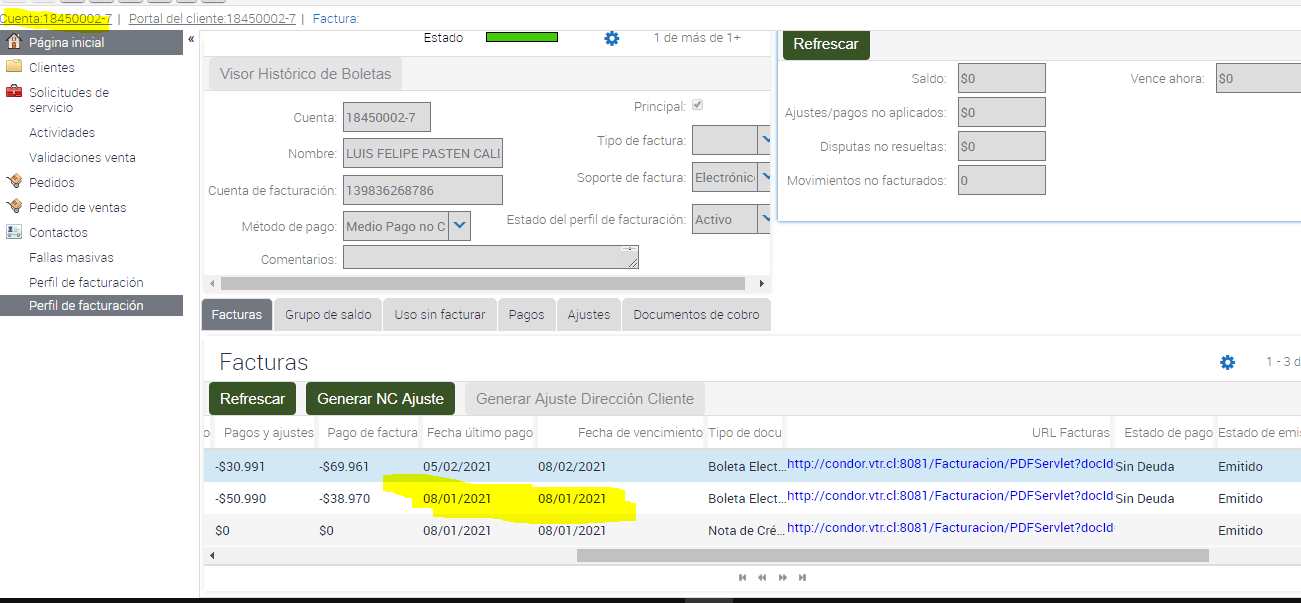 Cuenta:18450002-7 | Portal del cliente:18450002-7 | Factura:
Página inicial
«
Clientes
Solicitudes de
servicio
Actividades
Validaciones venta
Pedidos
Pedido de ventas
Contactos
Fallas masivas
Perfil de facturación
Perfil de facturación
Estado
1 de más de 1+
Visor Histórico de Boletas
Cuenta: 18450002-7
Nombre: LUIS FELIPE PASTEN CALI
Cuenta de facturación: 139836268786
Método de pago: Medio Pago no C
Comentarios:
Principal:
Tipo de factura:
Soporte de factura: Electrónic
Estado del perfil de facturación: Activo
Refrescar
Saldo: $0
Vence ahora: $0
Ajustes/pagos no aplicados: $0
Disputas no resueltas: $0
Movimientos no facturados: 0
Facturas Grupo de saldo Uso sin facturar Pagos Ajustes Documentos de cobro
Facturas
1 - 3 d
Refrescar Generar NC Ajuste Generar Ajuste Dirección Cliente
o Pagos y ajustes Pago de factura Fecha último pago Fecha de vencimiento Tipo de docu URL Facturas Estado de pago Estado de emis
-$30.991 -$69.961 05/02/2021 08/02/2021 Boleta Elect... http://condor.vtr.cl:8081/Facturacion/PDFServlet?docId Sin Deuda Emitido
-$50.990 -$38.970 08/01/2021 08/01/2021 Boleta Elect... http://condor.vtr.cl:8081/Facturacion/PDFServlet?docId Sin Deuda Emitido
$0 $0 08/01/2021 08/01/2021 Nota de Cré... http://condor.vtr.cl:8081/Facturacion/PDFServlet?docId Emitido